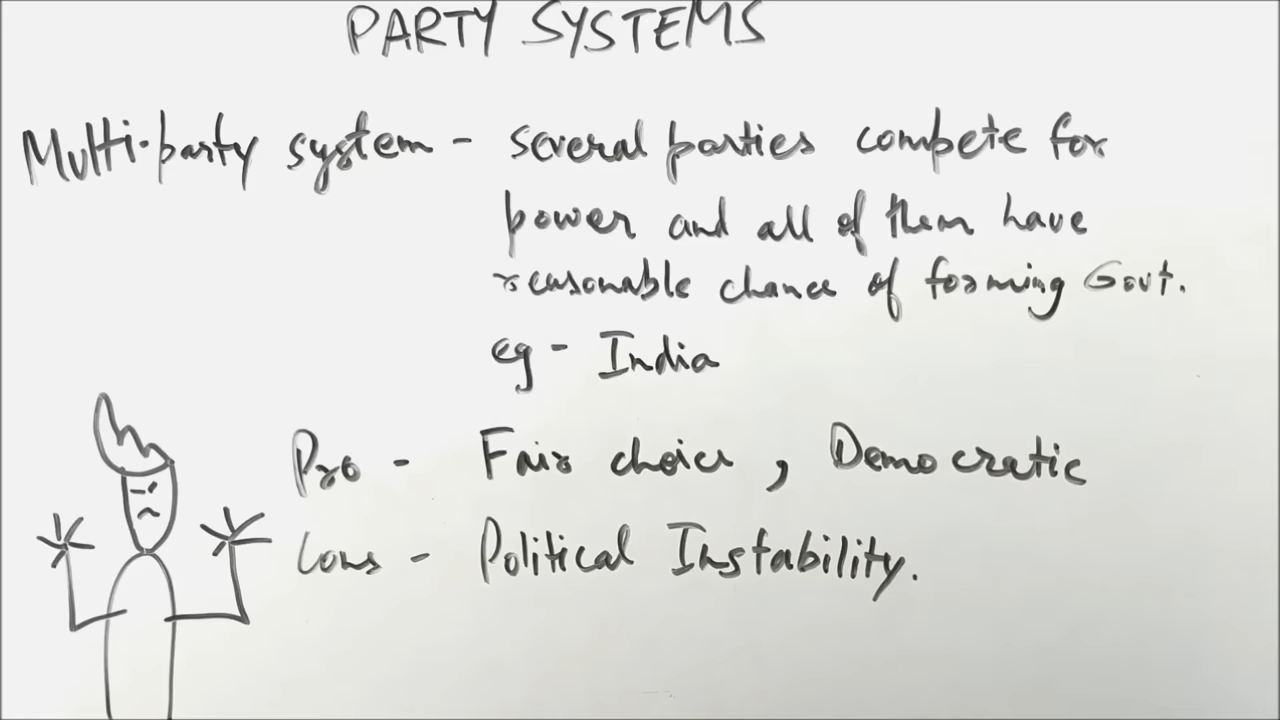 PARTY SYSTEMS
Multi-party system - several parties compete for
power and all of them have
reasonable chance of forming Govt.
eg - India
Pro - Fair choice, Democratic
Cons - Political Instability.